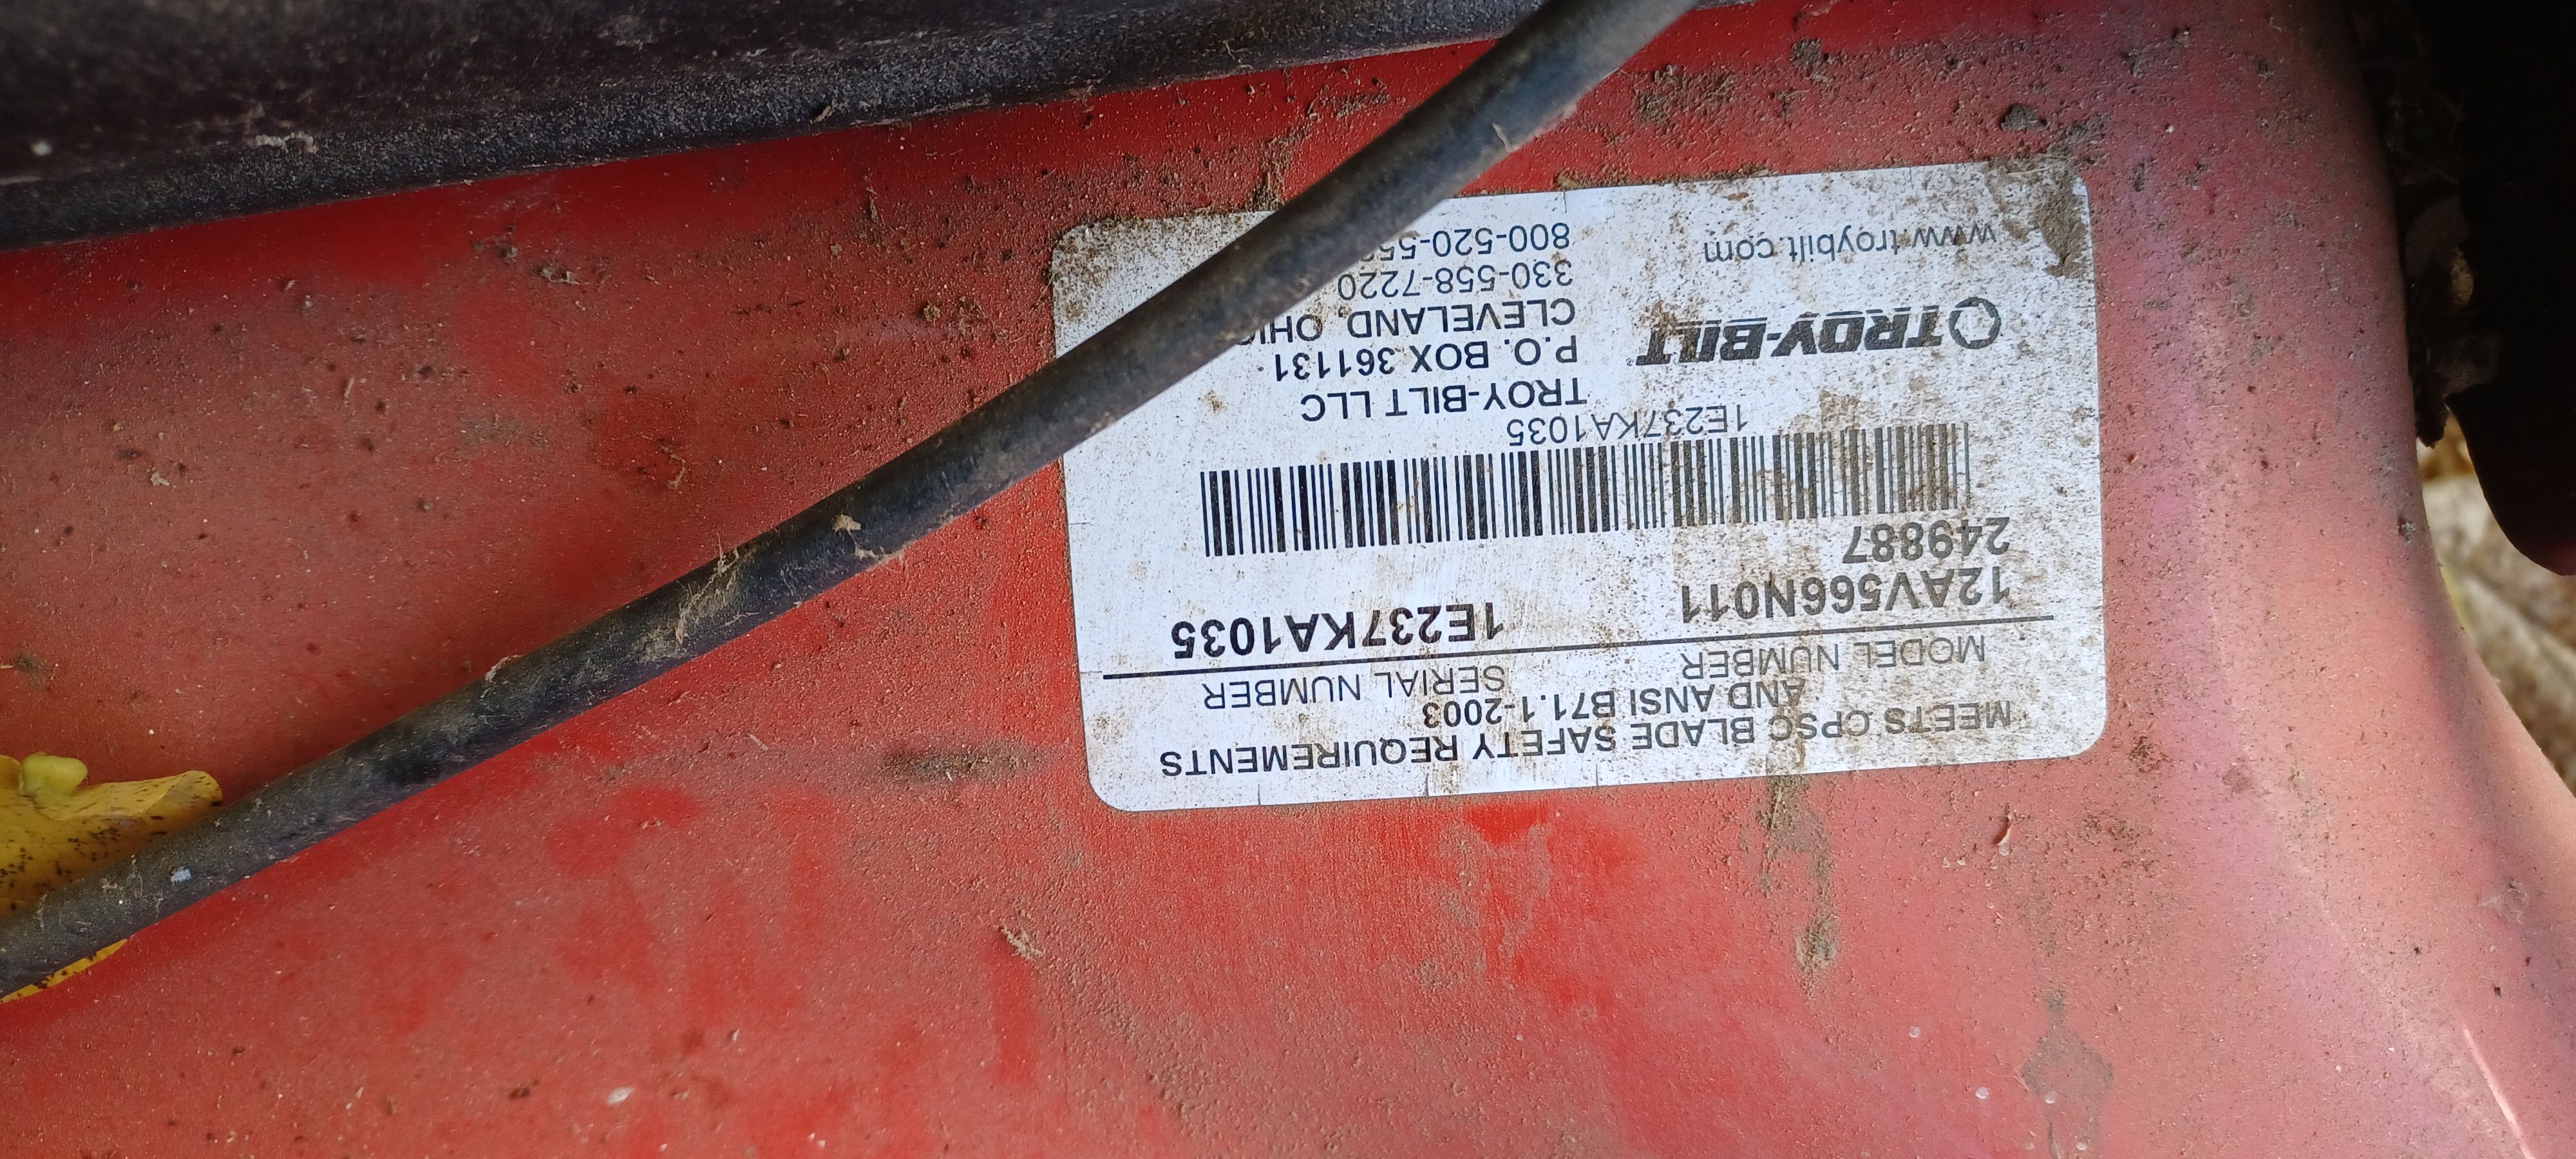 MEETS CPSC BLADE SAFETY REQUIREMENTS
AND ANSI B71.1-2003
MODEL NUMBER SERIAL NUMBER
12AV566N011 1E237KA1035
249887
1E237KA1035
TROY-BILT
www.troybilt.com
TROY-BILT LLC
P.O. BOX 361131
CLEVELAND,
330-558-7220